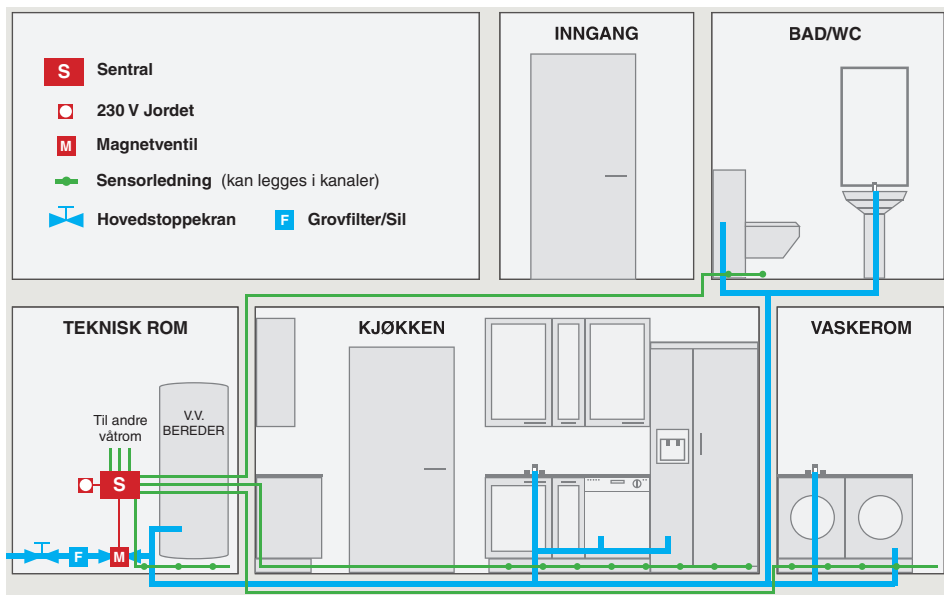 INNGANG
BAD/WC
S Sentral
230 V Jordet
M Magnetventil
Sensorledning (kan legges i kanaler)
Hovedstoppekran
F Grovfilter/Sil
TEKNISK ROM
KJØKKEN
VASKEROM
V.V.
BEREDER
Til andre
våtrom
S
F
M